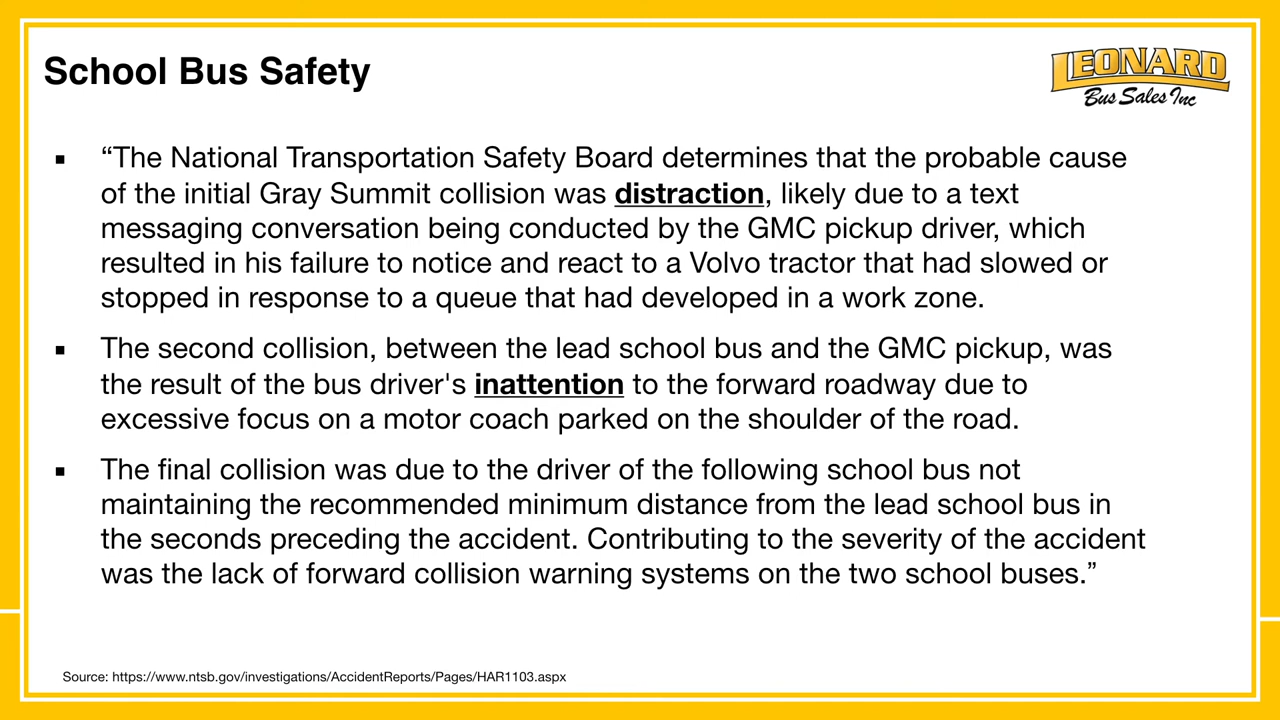 School Bus Safety
LEONARD
Bus Sales Inc
▪ “The National Transportation Safety Board determines that the probable cause
of the initial Gray Summit collision was distraction, likely due to a text
messaging conversation being conducted by the GMC pickup driver, which
resulted in his failure to notice and react to a Volvo tractor that had slowed or
stopped in response to a queue that had developed in a work zone.
▪ The second collision, between the lead school bus and the GMC pickup, was
the result of the bus driver's inattention to the forward roadway due to
excessive focus on a motor coach parked on the shoulder of the road.
▪ The final collision was due to the driver of the following school bus not
maintaining the recommended minimum distance from the lead school bus in
the seconds preceding the accident. Contributing to the severity of the accident
was the lack of forward collision warning systems on the two school buses.”
Source: https://www.ntsb.gov/investigations/AccidentReports/Pages/HAR1103.aspx